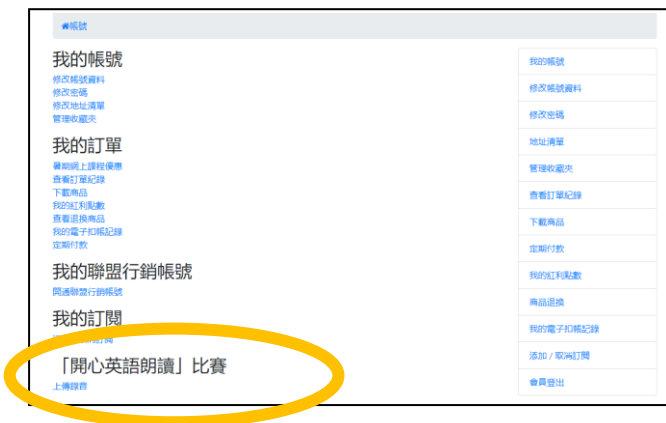 帳號
我的帳號
修改帳號資料
修改密碼
修改地址清單
管理收藏夾
我的訂單
暑期網上課程優惠
查看訂單紀錄
下載商品
我的紅利點數
查看退換商品
我的電子扣帳記錄
定期付款
我的聯盟行銷帳號
開通聯盟行銷帳號
我的訂閱
訂閱
「開心英語朗讀」比賽
上傳錄音
我的帳號
修改帳號資料
修改密碼
地址清單
管理收藏夾
查看訂單紀錄
下載商品
定期付款
我的紅利點數
商品退換
我的電子扣帳記錄
添加 / 取消訂閱
會員登出